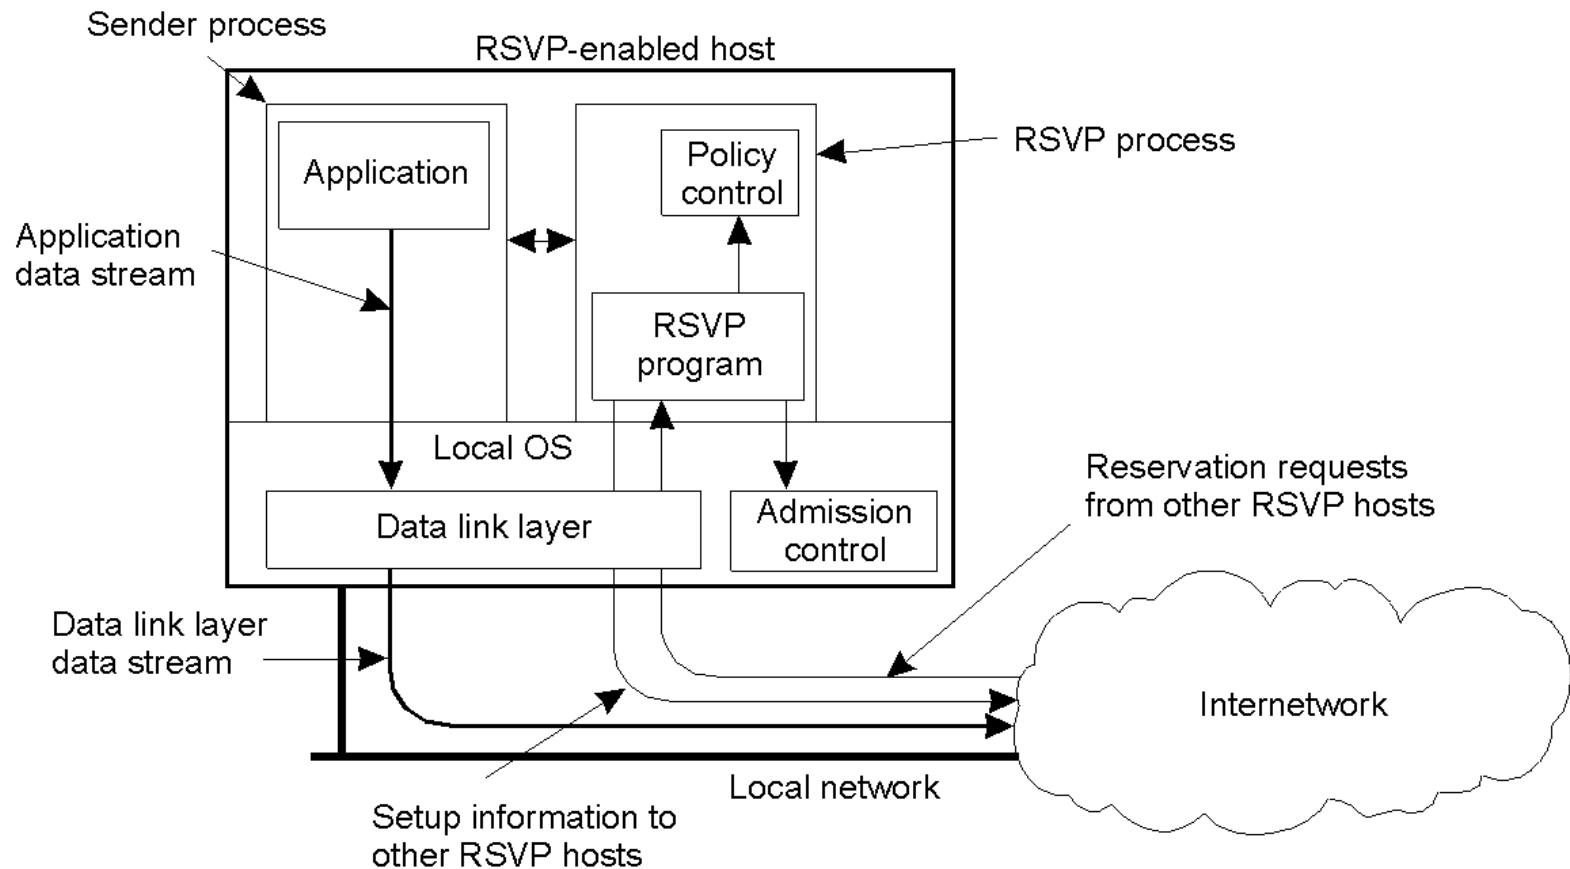 Sender process
RSVP-enabled host
Application
Policy
control
RSVP process
Application
data stream
RSVP
program
Local OS
Data link layer
Admission
control
Reservation requests
from other RSVP hosts
Data link layer
data stream
Internetwork
Local network
Setup information to
other RSVP hosts